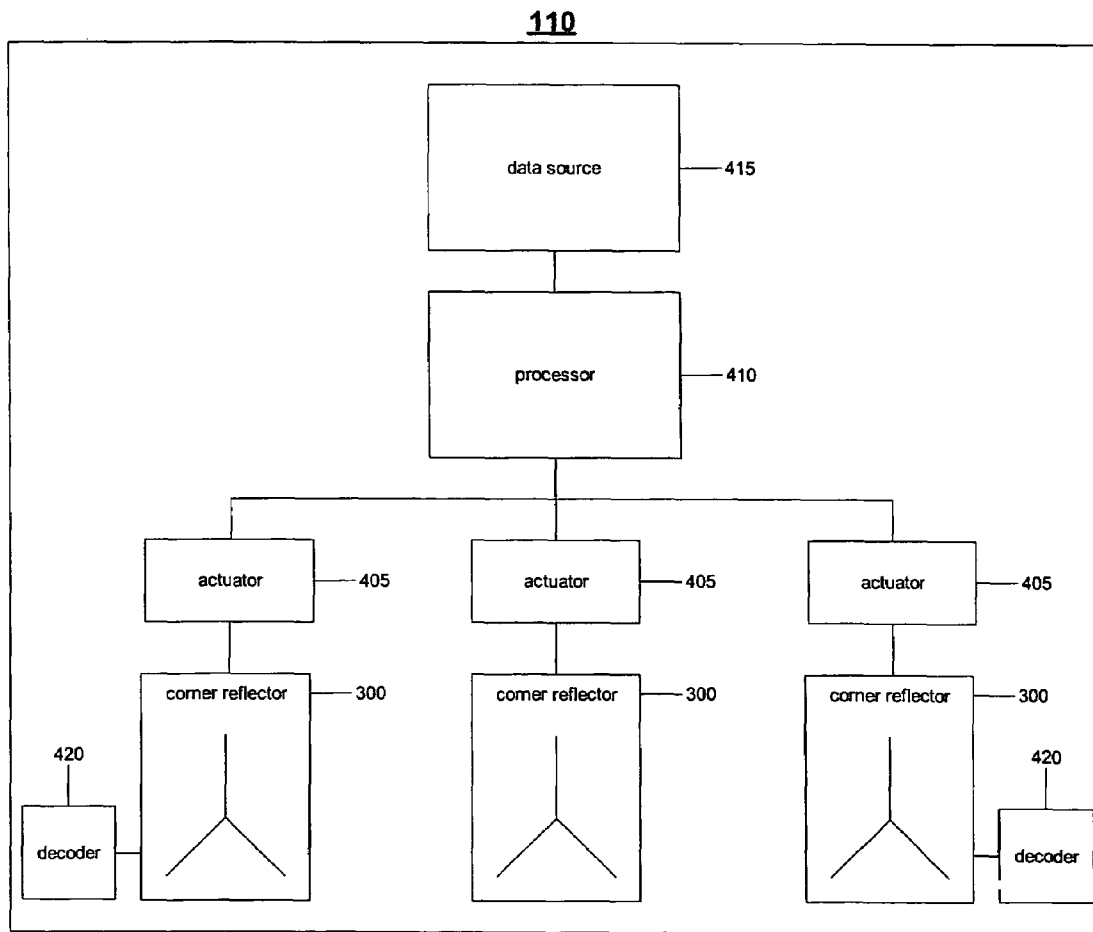 110
data source
415
processor
410
actuator
405
actuator
405
actuator
405
corner reflector
300
corner reflector
300
corner reflector
300
420
decoder
420
decoder